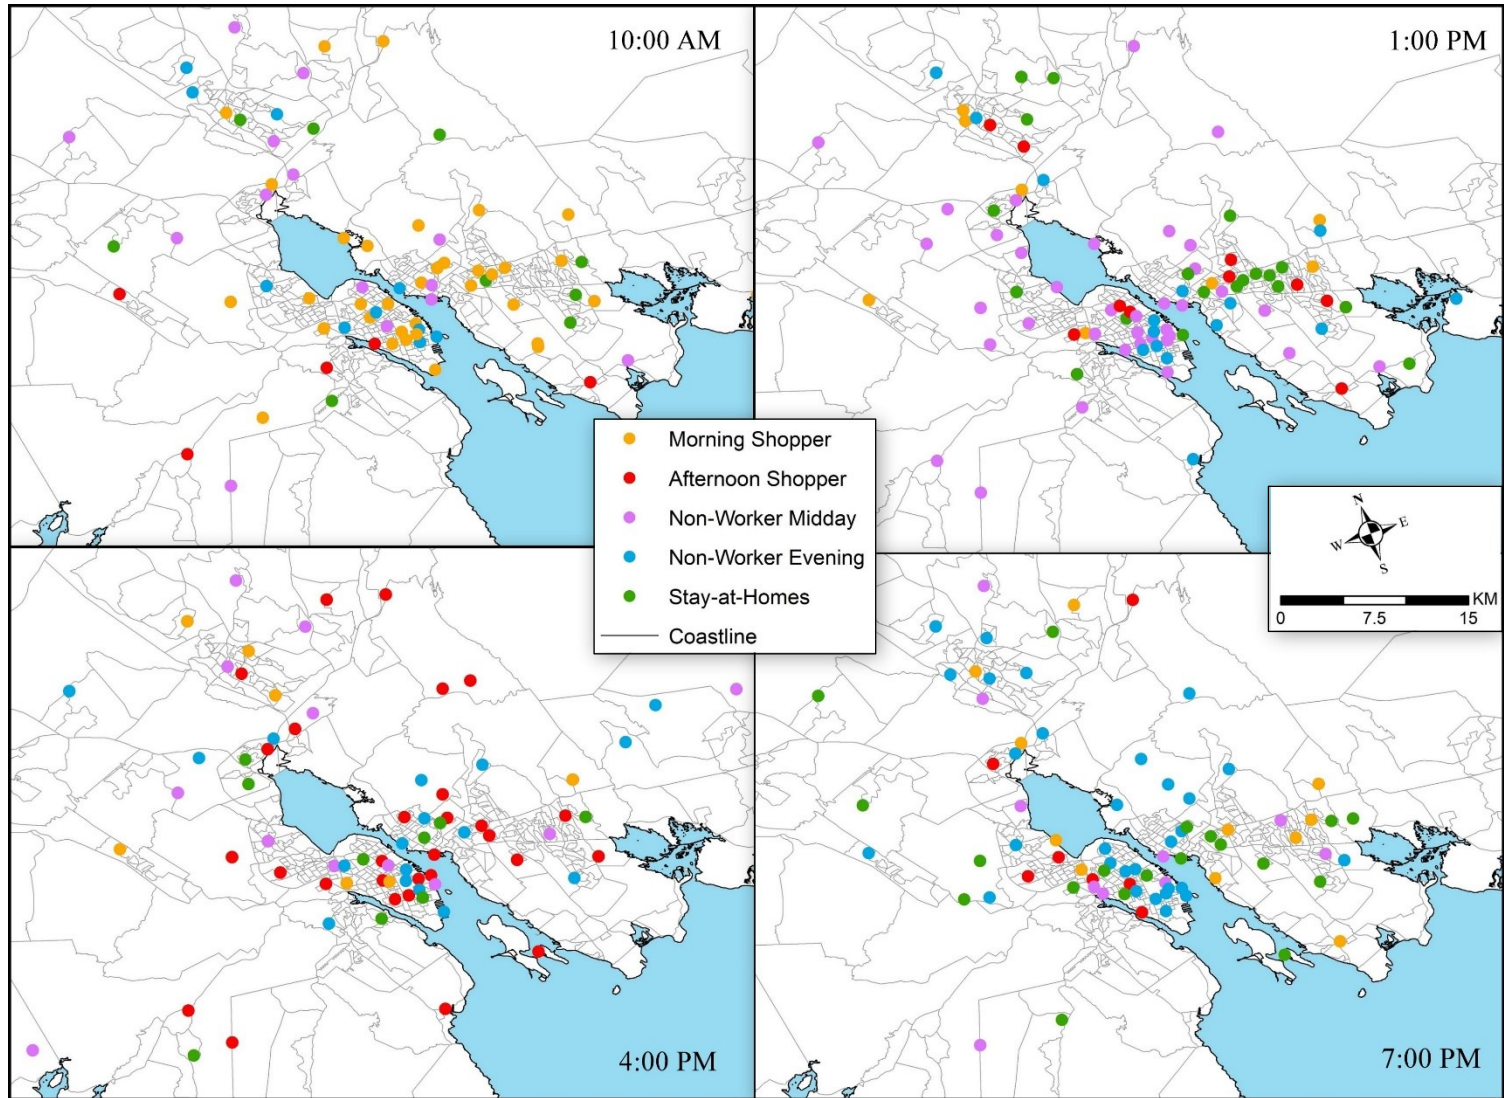 10:00 AM
1:00 PM
Morning Shopper
Afternoon Shopper
Non-Worker Midday
Non-Worker Evening
Stay-at-Homes
Coastline
N
E
W
S
KM
0 7.5 15
4:00 PM
7:00 PM